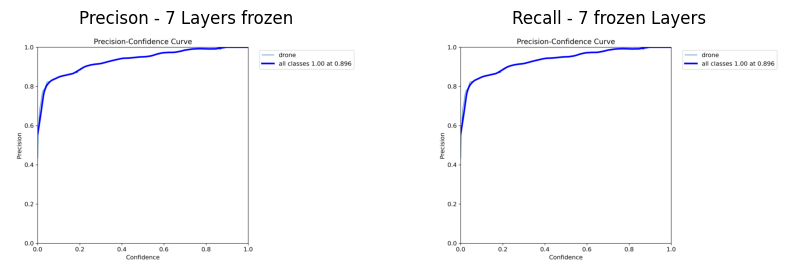 Precison - 7 Layers frozen
Precision-Confidence Curve
1.0
0.8
0.6
0.4
0.2
0.0
Precision
0.0 0.2 0.4 0.6 0.8 1.0
Confidence
drone
all classes 1.00 at 0.896
Recall - 7 frozen Layers
Precision-Confidence Curve
1.0
0.8
0.6
0.4
0.2
0.0
Precision
0.0 0.2 0.4 0.6 0.8 1.0
Confidence
drone
all classes 1.00 at 0.896